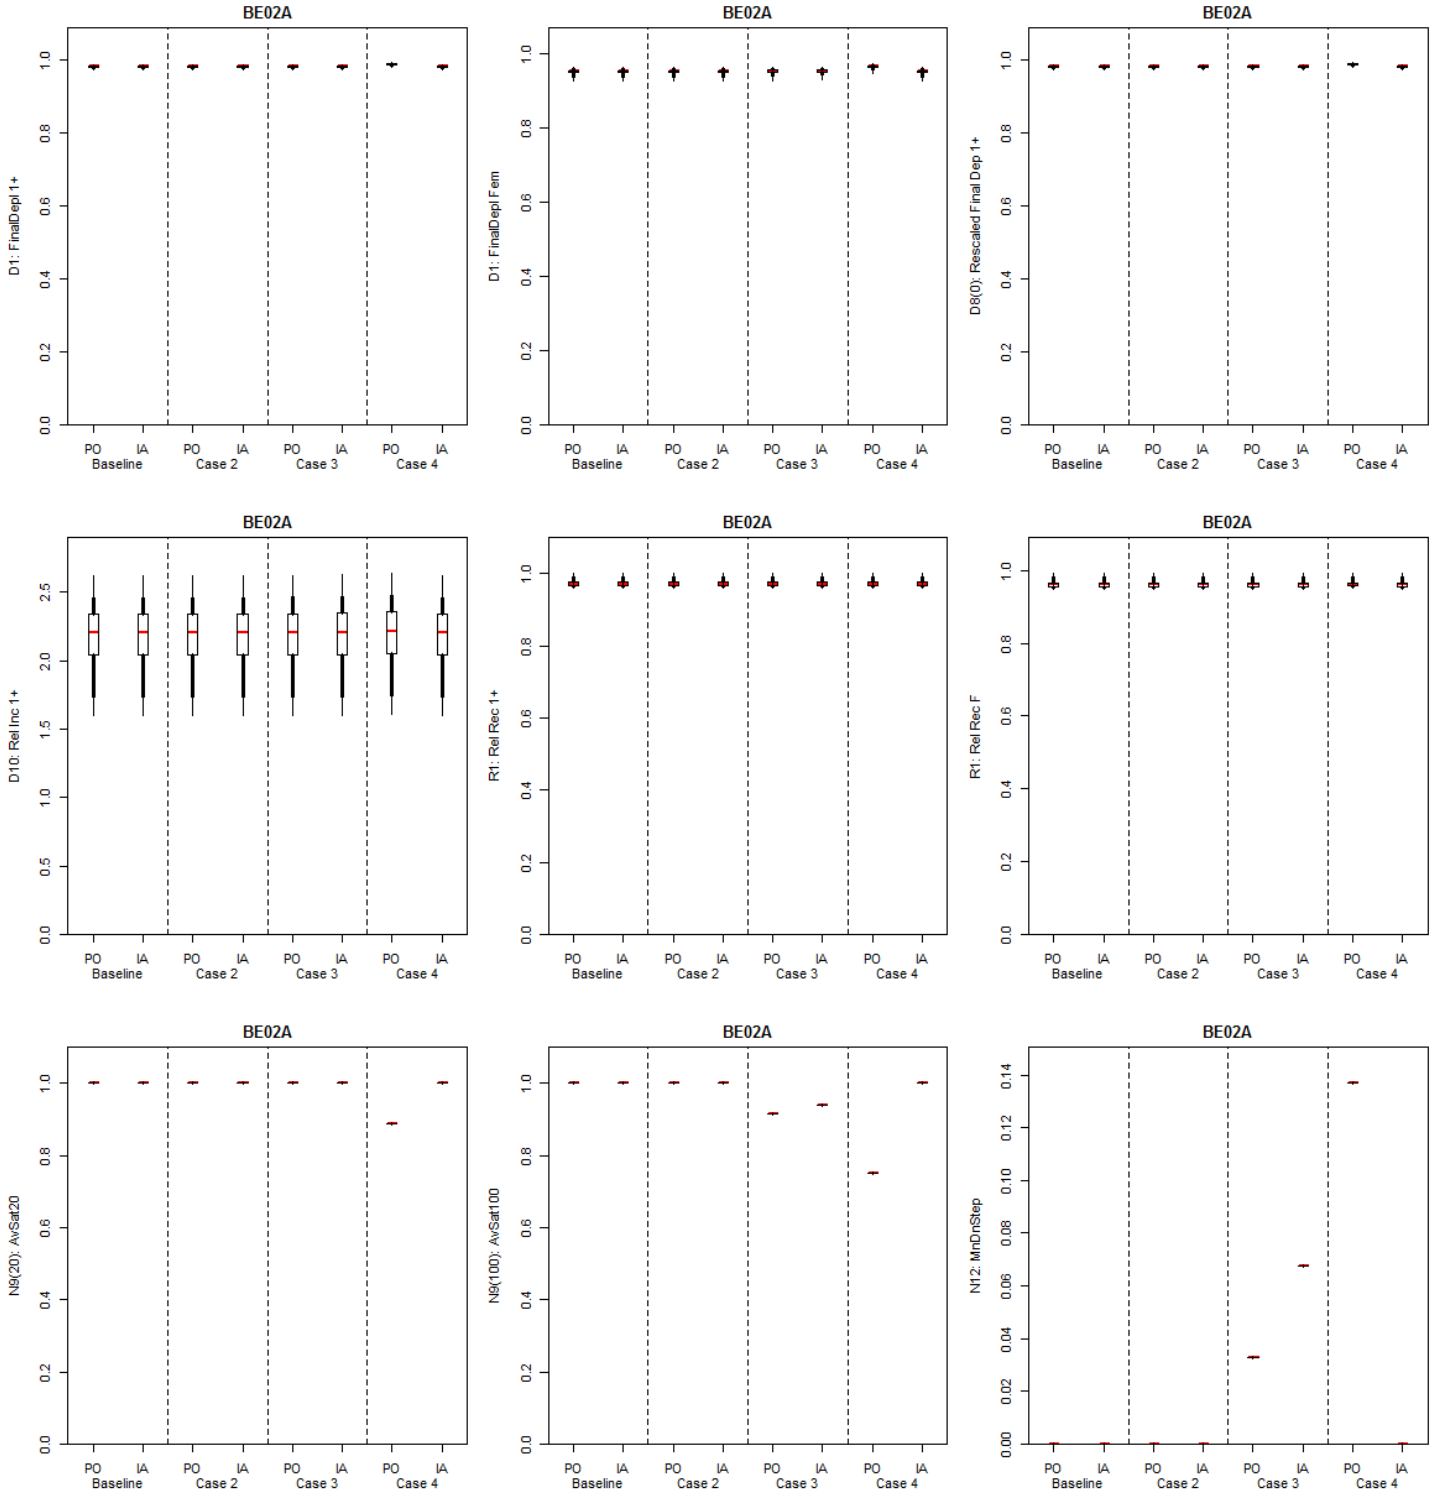 BE02A
D1: FinalDepl 1+
1.0
0.8
0.6
0.4
0.2
0.0
PO IA PO IA PO IA PO IA
Baseline Case 2 Case 3 Case 4
BE02A
D1: FinalDepl Fem
1.0
0.8
0.6
0.4
0.2
0.0
PO IA PO IA PO IA PO IA
Baseline Case 2 Case 3 Case 4
BE02A
D8(0): Rescaled Final Dep 1+
1.0
0.8
0.6
0.4
0.2
0.0
PO IA PO IA PO IA PO IA
Baseline Case 2 Case 3 Case 4
BE02A
D10: Rel Inc 1+
2.5
2.0
1.5
1.0
0.5
0.0
PO IA PO IA PO IA PO IA
Baseline Case 2 Case 3 Case 4
BE02A
R1: Rel Rec 1+
1.0
0.8
0.6
0.4
0.2
0.0
PO IA PO IA PO IA PO IA
Baseline Case 2 Case 3 Case 4
BE02A
R1: Rel Rec F
1.0
0.8
0.6
0.4
0.2
0.0
PO IA PO IA PO IA PO IA
Baseline Case 2 Case 3 Case 4
BE02A
N9(20): AvSat20
1.0
0.8
0.6
0.4
0.2
0.0
PO IA PO IA PO IA PO IA
Baseline Case 2 Case 3 Case 4
BE02A
N9(100): AvSat100
1.0
0.8
0.6
0.4
0.2
0.0
PO IA PO IA PO IA PO IA
Baseline Case 2 Case 3 Case 4
BE02A
N12: MnDnStep
0.14
0.12
0.10
0.08
0.06
0.04
0.02
0.00
PO IA PO IA PO IA PO IA
Baseline Case 2 Case 3 Case 4